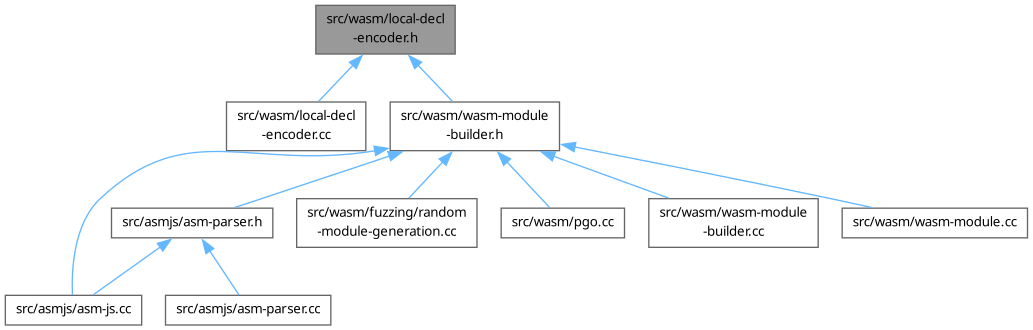 src/wasm/local-decl
-encoder.h
src/wasm/local-decl
-encoder.cc
src/wasm/wasm-module
-builder.h
src/asmjs/asm-parser.h
src/wasm/fuzzing/random
-module-generation.cc
src/wasm/pgo.cc
src/wasm/wasm-module
-builder.cc
src/wasm/wasm-module.cc
src/asmjs/asm-js.cc
src/asmjs/asm-parser.cc